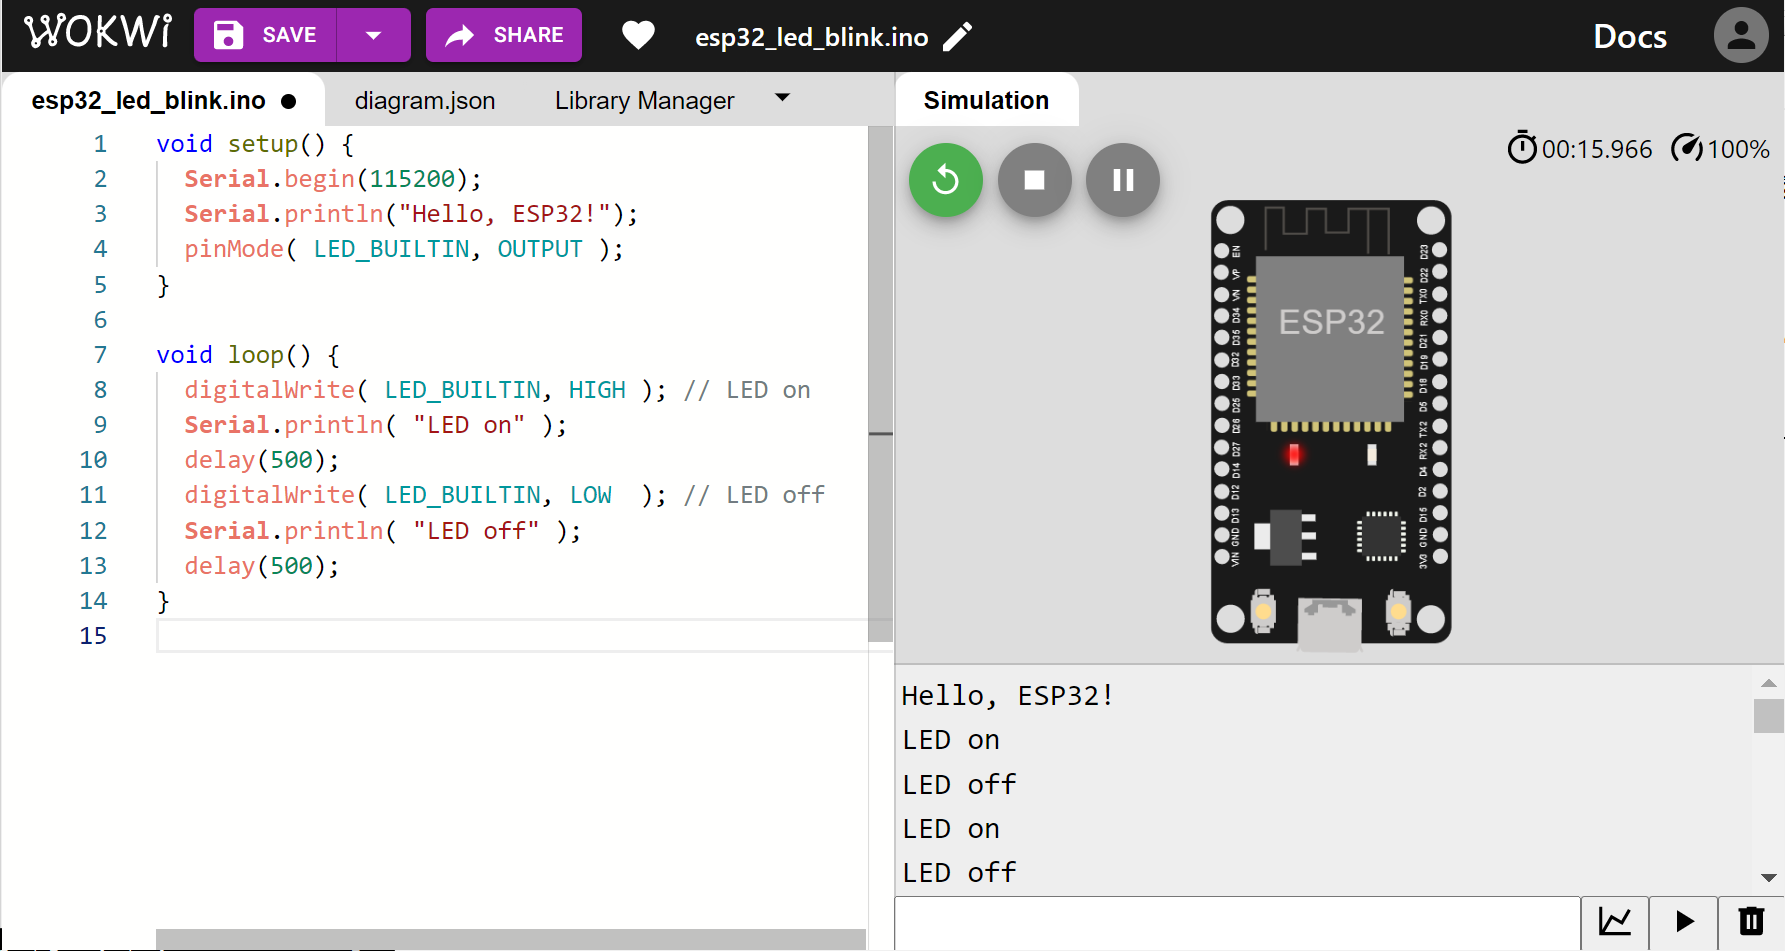 WOKWi SAVE SHARE esp32_led_blink.ino Docs
esp32_led_blink.ino ● diagram.json Library Manager
1 void setup() {
2 Serial.begin(115200);
3 Serial.println("Hello, ESP32!");
4 pinMode( LED_BUILTIN, OUTPUT );
5 }
6
7 void loop() {
8 digitalWrite( LED_BUILTIN, HIGH ); // LED on
9 Serial.println( "LED on" );
10 delay(500);
11 digitalWrite( LED_BUILTIN, LOW  ); // LED off
12 Serial.println( "LED off" );
13 delay(500);
14 }
15
Simulation
00:15.966 100%
ESP32
EN
VP
VN
D34
D35
D32
D33
D25
D26
D27
D14
D12
D13
GND
VIN
D23
D22
TX0
RX0
D21
D19
D18
D5
TX2
RX2
D4
D2
D15
GND
3V3
Hello, ESP32!
LED on
LED off
LED on
LED off